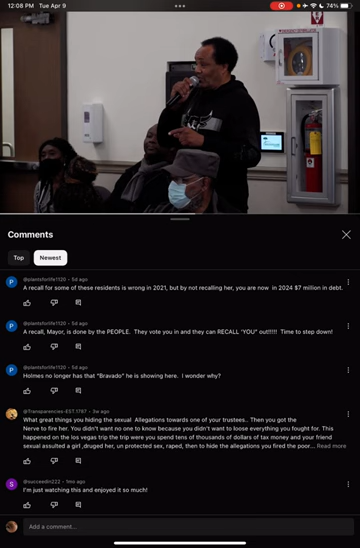 12:08 PM Tue Apr 9
74%
Comments
Top Newest
@plantsforlife1120 • 5d ago
A recall for some of these residents is wrong in 2021, but by not recalling her, you are now in 2024 $7 million in debt.
@plantsforlife1120 • 5d ago
A recall, Mayor, is done by the PEOPLE. They vote you in and they can RECALL 'YOU" out!!!!! Time to step down!
@plantsforlife1120 • 5d ago
Holmes no longer has that "Bravado" he is showing here. I wonder why?
@Transparencies-EST.1767 • 3w ago
What great things you hiding the sexual Allegations towards one of your trustees.. Then you got the
Nerve to fire her. You didn't want no one to know because you didn't want to loose everything you fought for. This
happened on the los vegas trip the trip were you spend tens of thousands of dollars of tax money and your friend
sexual assulted a girl ,druged her, un protected sex, raped, then to hide the allegations you fired the poor... Read more
@succeedin222 • 1mo ago
I'm just watching this and enjoyed it so much!
Add a comment...